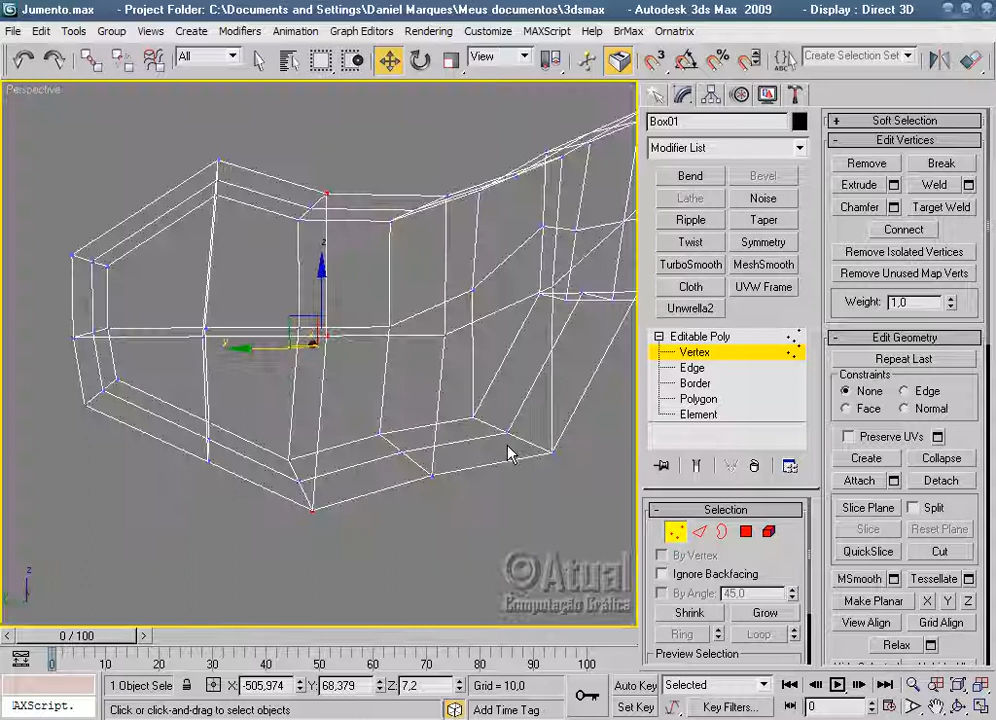 Jumento.max - Project Folder: C:\Documents and Settings\Daniel Marques\Meus documentos\3dsmax - Autodesk 3ds Max 2009 - Display : Direct 3D
File Edit Tools Group Views Create Modifiers Animation Graph Editors Rendering Customize MAXScript Help BrMax Ornatrix
All View Create Selection Set
Perspective
z
y
©Atual
Computação Gráfica
z
Box01
Modifier List
Bend Bevel
Lathe Noise
Ripple Taper
Twist Symmetry
TurboSmooth MeshSmooth
Cloth UVW Frame
Unwrella2
Editable Poly
Vertex
Edge
Border
Polygon
Element
Selection
By Vertex
Ignore Backfacing
By Angle: 45,0
Shrink Grow
Ring Loop
Preview Selection
Soft Selection
Edit Vertices
Remove Break
Extrude Weld
Chamfer Target Weld
Connect
Remove Isolated Vertices
Remove Unused Map Verts
Weight: 1,0
Edit Geometry
Repeat Last
Constraints
None Edge
Face Normal
Preserve UVs
Create Collapse
Attach Detach
Slice Plane Split
Slice Reset Plane
QuickSlice Cut
MSmooth Tessellate
Make Planar X Y Z
View Align Grid Align
Relax
0 / 100
0 10 20 30 40 50 60 70 80 90 100
1 Object Sele X: -505,974 Y: 68,379 Z: 7,2 Grid = 10,0 Auto Key Selected
AXScript. Click or click-and-drag to select objects Add Time Tag Set Key Key Filters... 0